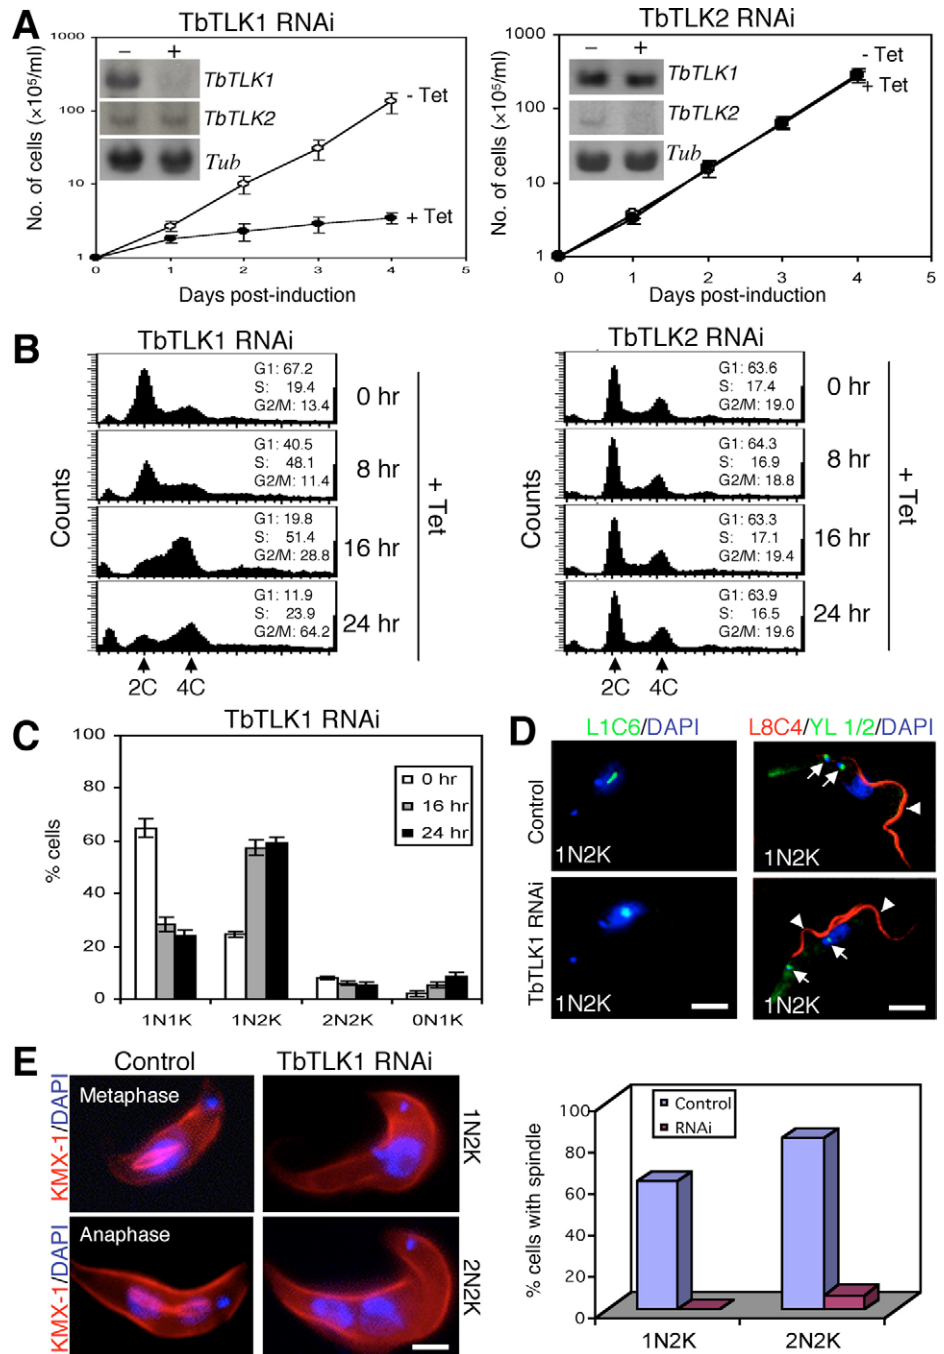 A
TbTLK1 RNAi
TbTLK2 RNAi
No. of cells (×10⁵/ml)
1000
100
10
1
− +
TbTLK1
TbTLK2
Tub
- Tet
+ Tet
0 1 2 3 4 5
Days post-induction
No. of cells (×10⁵/ml)
1000
100
10
1
− +
TbTLK1
TbTLK2
Tub
- Tet
+ Tet
0 1 2 3 4 5
Days post-induction
B
TbTLK1 RNAi
TbTLK2 RNAi
Counts
G1: 67.2
S: 19.4
G2/M: 13.4
0 hr
G1: 40.5
S: 48.1
G2/M: 11.4
8 hr
G1: 19.8
S: 51.4
G2/M: 28.8
16 hr
G1: 11.9
S: 23.9
G2/M: 64.2
24 hr
+ Tet
2C 4C
Counts
G1: 63.6
S: 17.4
G2/M: 19.0
0 hr
G1: 64.3
S: 16.9
G2/M: 18.8
8 hr
G1: 63.3
S: 17.1
G2/M: 19.4
16 hr
G1: 63.9
S: 16.5
G2/M: 19.6
24 hr
+ Tet
2C 4C
C
TbTLK1 RNAi
% cells
100
80
60
40
20
0
0 hr
16 hr
24 hr
1N1K 1N2K 2N2K 0N1K
D
L1C6/DAPI
L8C4/YL 1/2/DAPI
Control
1N2K
1N2K
TbTLK1 RNAi
1N2K
1N2K
E
Control
TbTLK1 RNAi
KMX-1/DAPI
Metaphase
1N2K
KMX-1/DAPI
Anaphase
2N2K
% cells with spindle
100
80
60
40
20
0
Control
RNAi
1N2K 2N2K